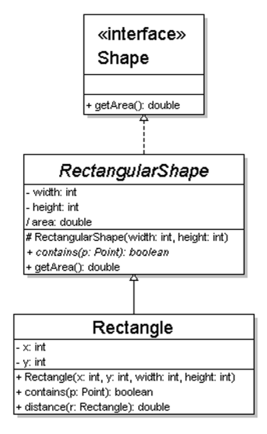 «interface»
Shape
+ getArea(): double
RectangularShape
- width: int
- height: int
/ area: double
# RectangularShape(width: int, height: int)
+ contains(p: Point): boolean
+ getArea(): double
Rectangle
- x: int
- y: int
+ Rectangle(x: int, y: int, width: int, height: int)
+ contains(p: Point): boolean
+ distance(r: Rectangle): double